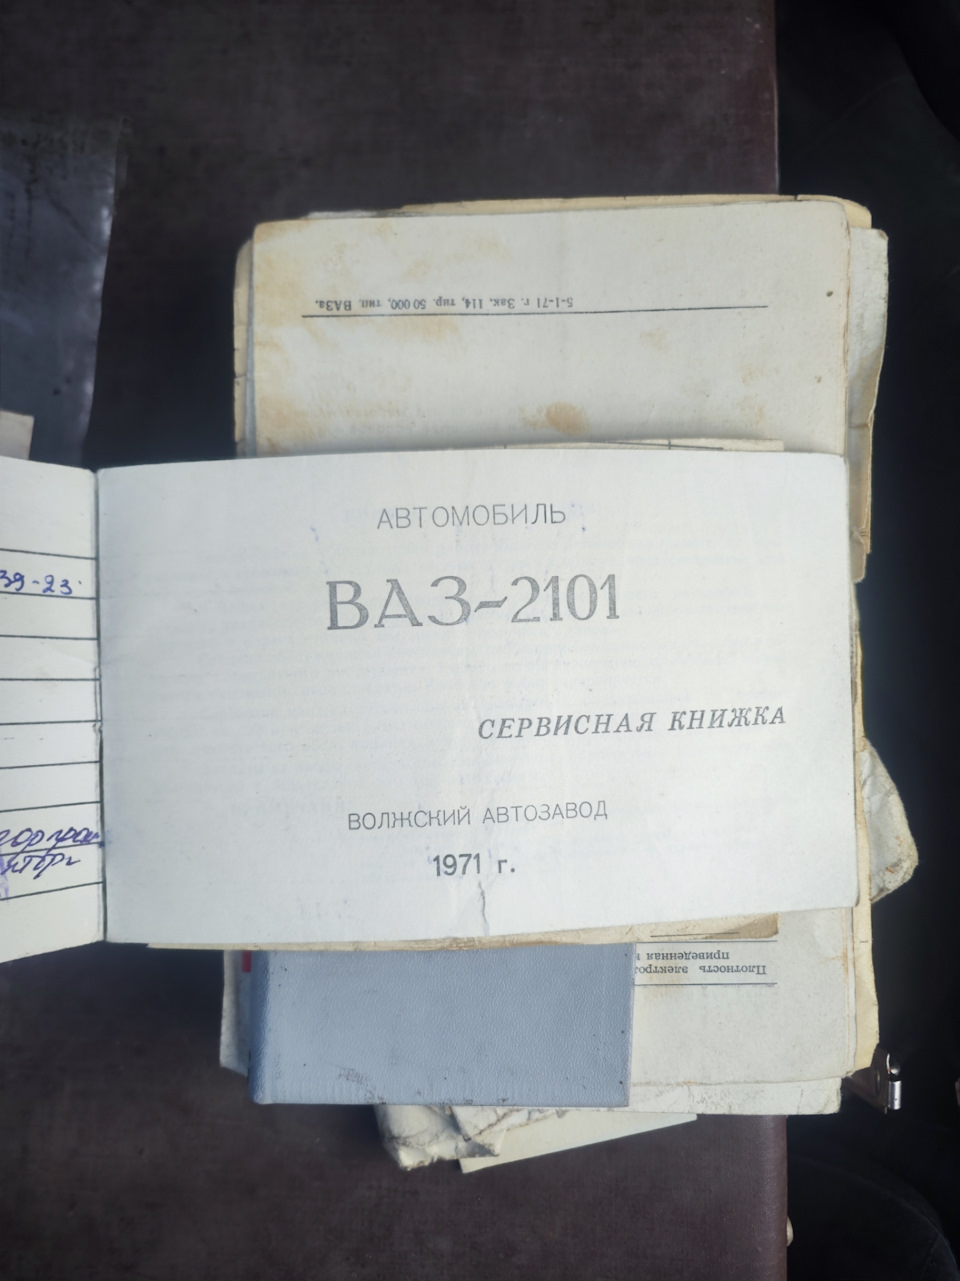 5-1-71 г. Зак. 114, тир. 50 000, тип. ВАЗа.
АВТОМОБИЛЬ
ВАЗ-2101
СЕРВИСНАЯ КНИЖКА
ВОЛЖСКИЙ АВТОЗАВОД
1971 г.
39-23
Плотность
приведенная